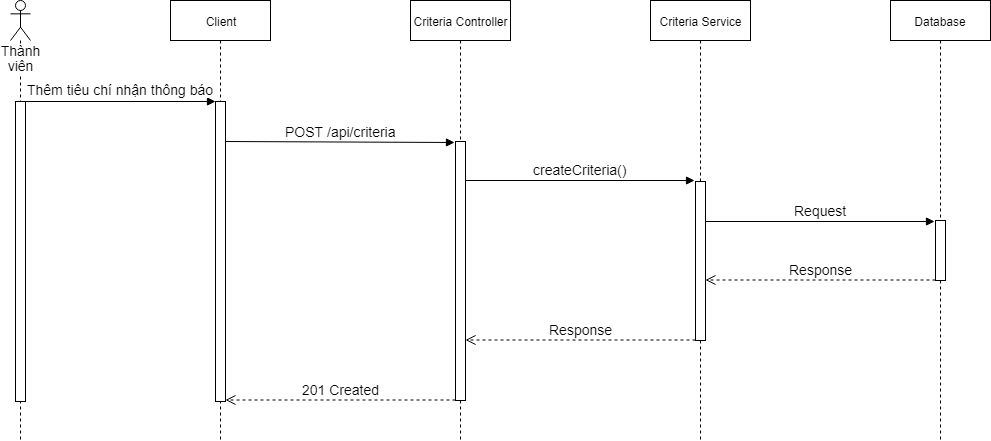 Client
Criteria Controller
Criteria Service
Database
Thành
viên
Thêm tiêu chí nhận thông báo
POST /api/criteria
createCriteria()
Request
Response
Response
201 Created